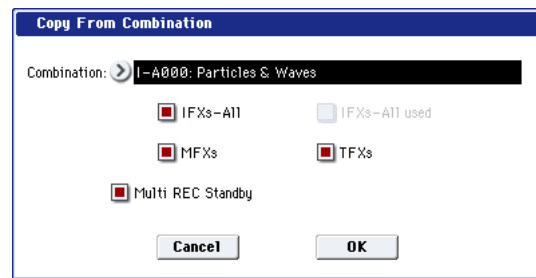 Copy From Combination
Combination: I-A000: Particles & Waves
IFXs-All IFXs-All used
MFXs TFXs
Multi REC Standby
Cancel OK